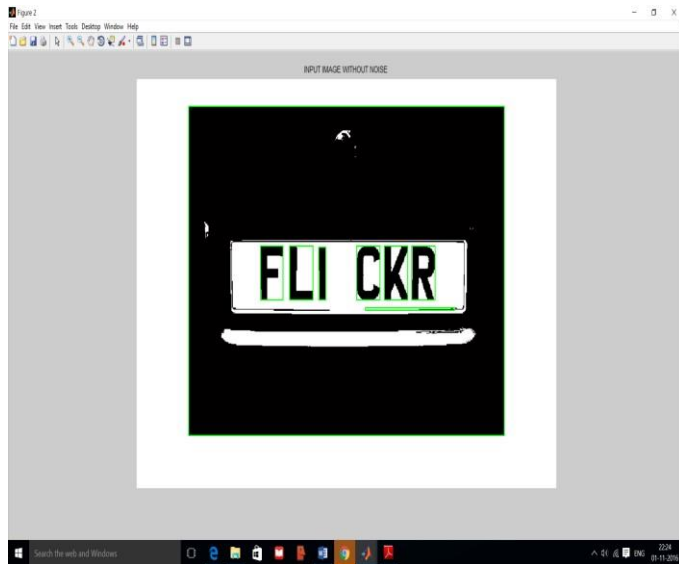 Figure 2
File Edit View Insert Tools Desktop Window Help
INPUT IMAGE WITHOUT NOISE
FL1 CKR
Search the web and Windows
ENG
22:24
01-11-2016